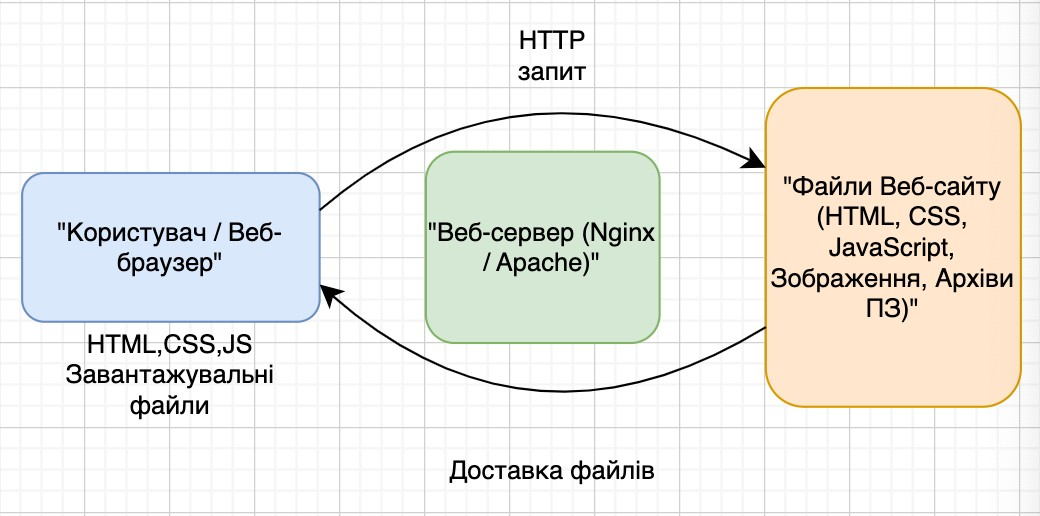 HTTP
запит
"Користувач / Веб-
браузер"
"Веб-сервер (Nginx
/ Apache)"
"Файли Веб-сайту
(HTML, CSS,
JavaScript,
Зображення, Архіви
ПЗ)"
HTML,CSS,JS
Завантажувальні
файли
Доставка файлів